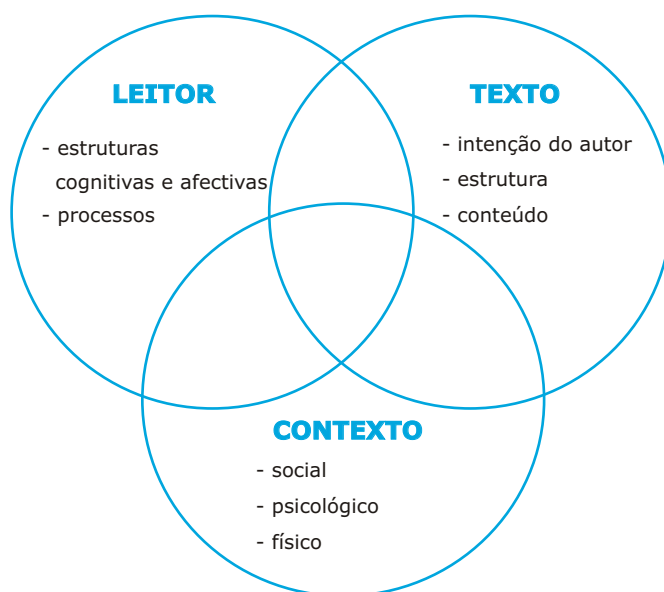 LEITOR
- estruturas
cognitivas e afectivas
- processos
TEXTO
- intenção do autor
- estrutura
- conteúdo
CONTEXTO
- social
- psicológico
- físico